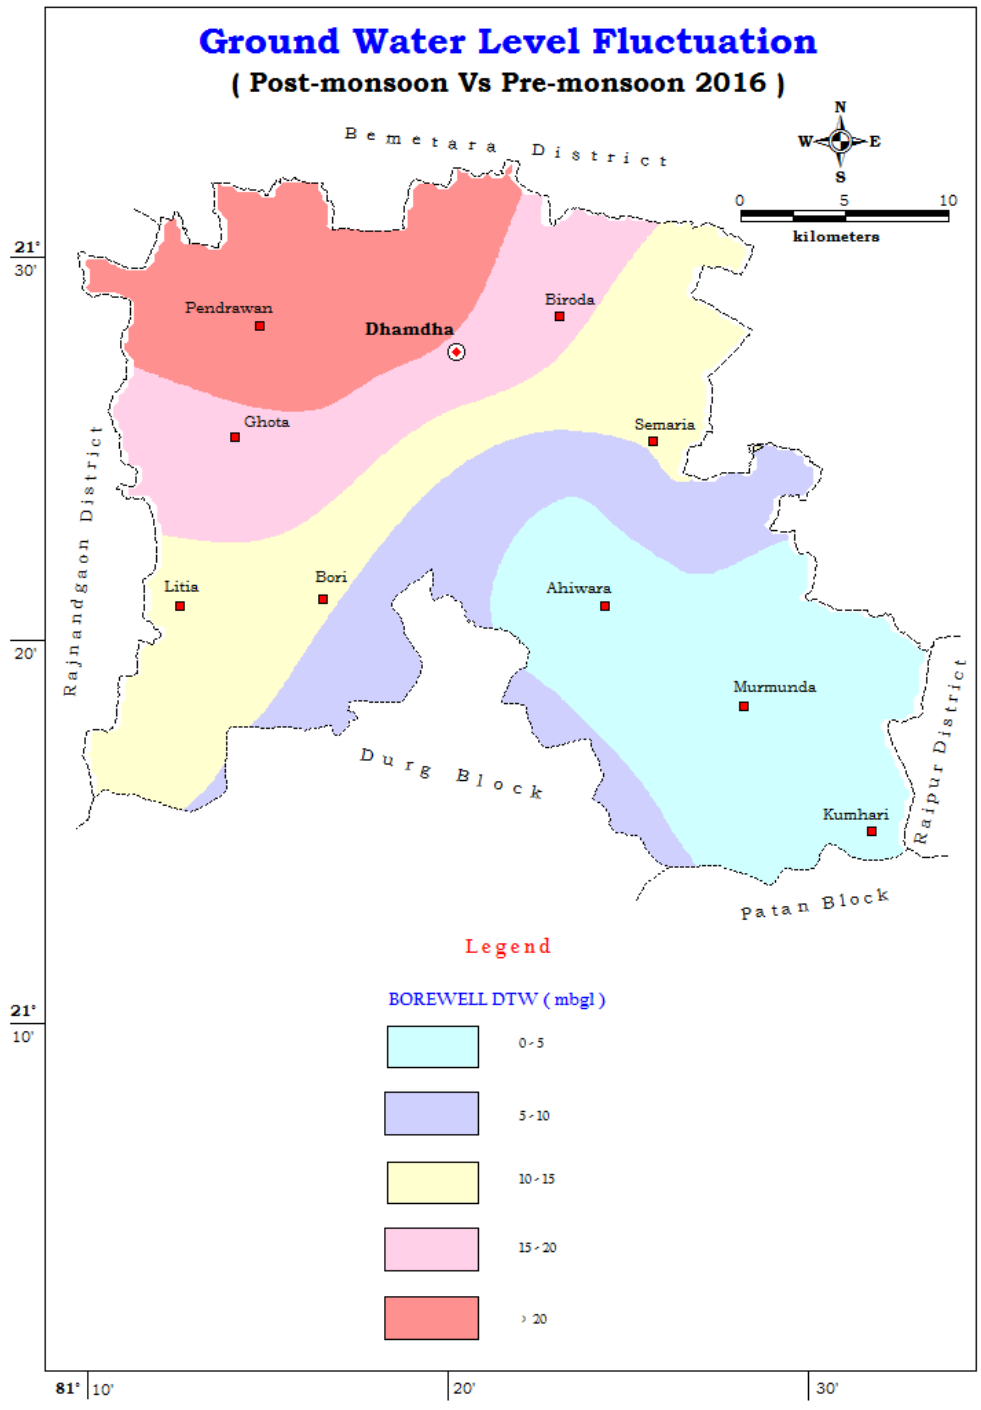 Ground Water Level Fluctuation
( Post-monsoon Vs Pre-monsoon 2016 )
N
W E
S
Bemetara District
0 5 10
kilometers
21°
30'
Pendrawan
Biroda
Dhamdha
Ghota
Semaria
Rajnandgaon District
Litia
Bori
Ahiwara
20'
Murmunda
Raipur District
Durg Block
Kumhari
Patan Block
Legend
BOREWELL DTW ( mbgl )
21°
10'
0 - 5
5 - 10
10 - 15
15 - 20
> 20
81° 10' 20' 30'